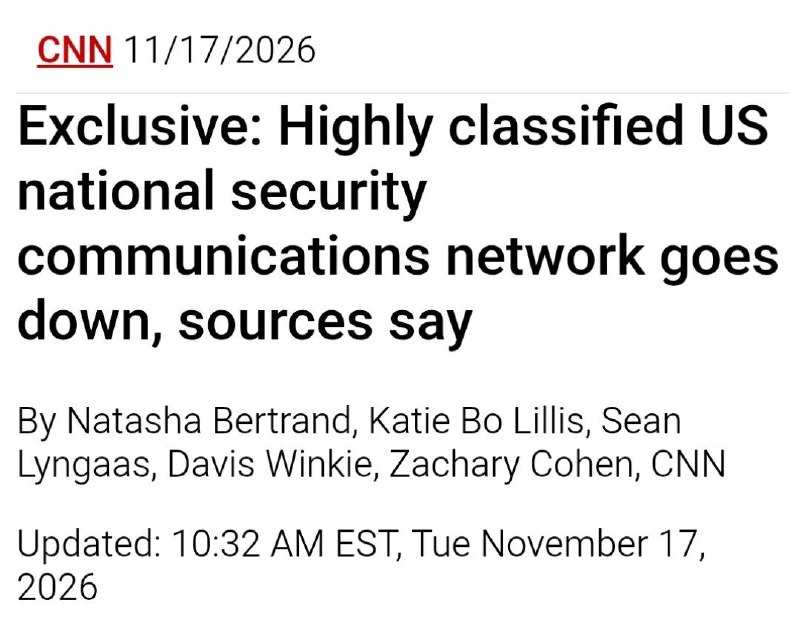 CNN 11/17/2026
Exclusive: Highly classified US
national security
communications network goes
down, sources say
By Natasha Bertrand, Katie Bo Lillis, Sean
Lyngaas, Davis Winkie, Zachary Cohen, CNN
Updated: 10:32 AM EST, Tue November 17,
2026